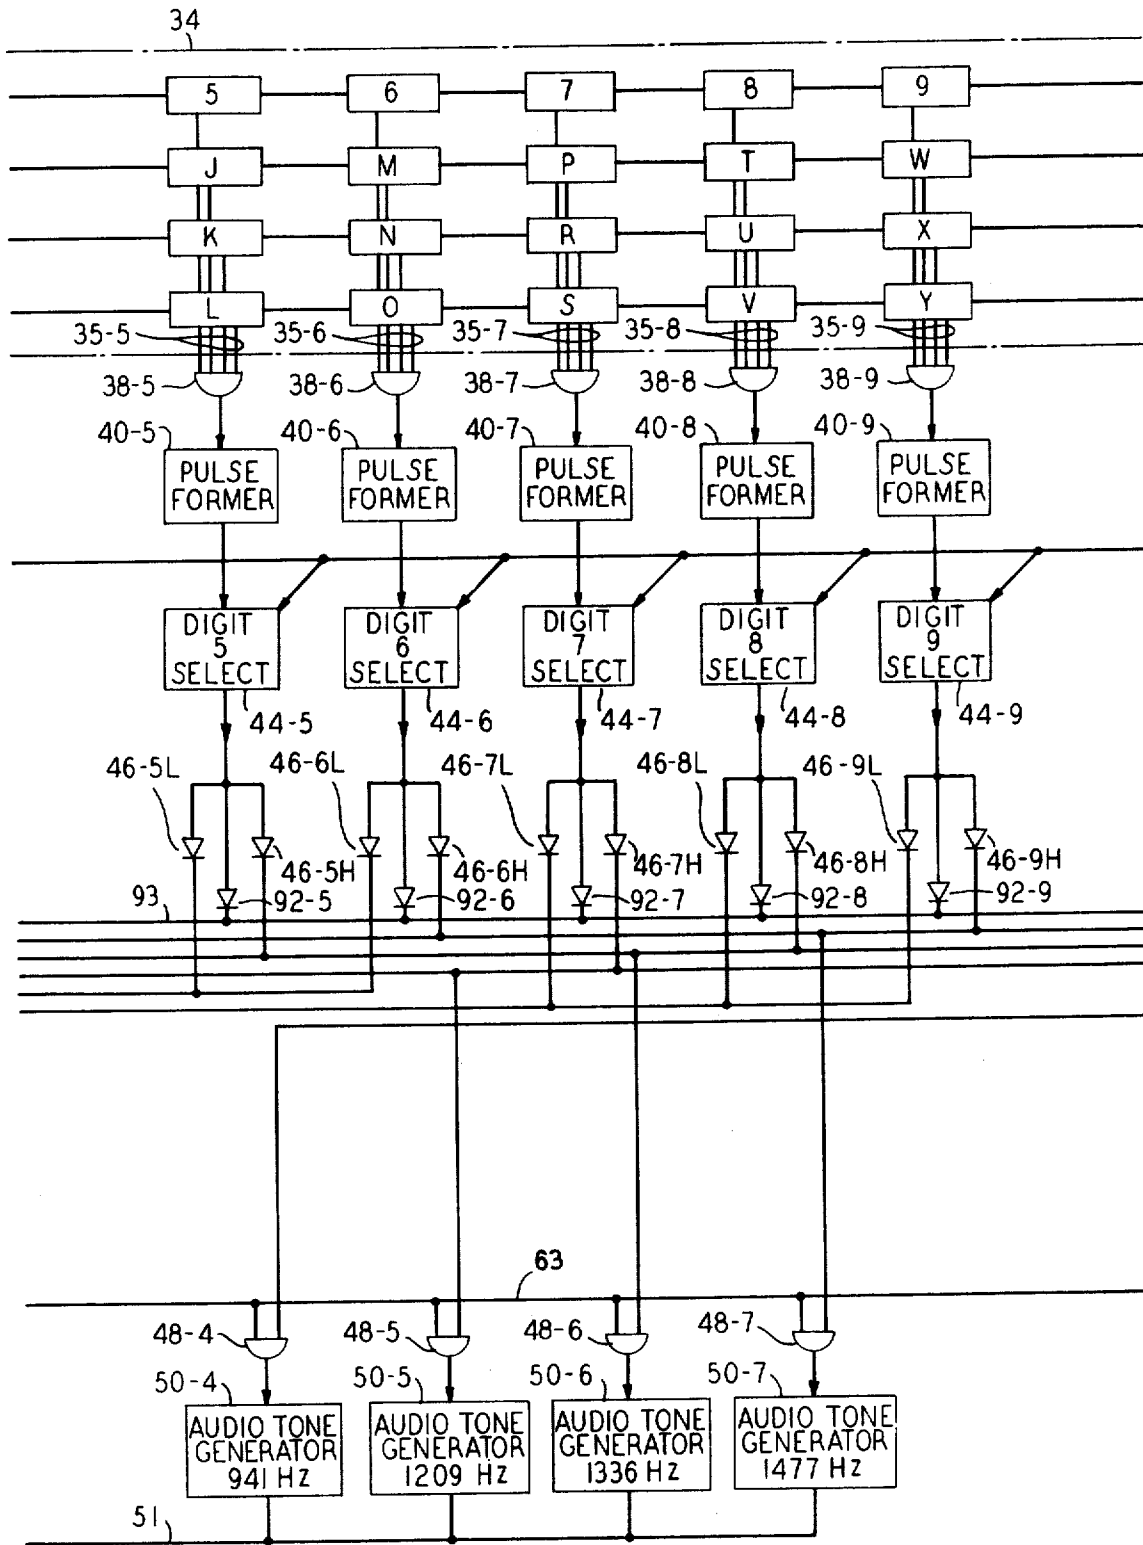 34
5 6 7 8 9
J M P T W
K N R U X
L O S V Y
35-5 35-6 35-7 35-8 35-9
38-5 38-6 38-7 38-8 38-9
40-5 40-6 40-7 40-8 40-9
PULSE PULSE PULSE PULSE PULSE
FORMER FORMER FORMER FORMER FORMER
DIGIT DIGIT DIGIT DIGIT DIGIT
5 6 7 8 9
SELECT SELECT SELECT SELECT SELECT
44-5 44-6 44-7 44-8 44-9
46-5L 46-6L 46-7L 46-8L 46-9L
46-5H 46-6H 46-7H 46-8H 46-9H
93 92-5 92-6 92-7 92-8 92-9
63
48-4 48-5 48-6 48-7
50-4 50-5 50-6 50-7
AUDIO TONE AUDIO TONE AUDIO TONE AUDIO TONE
GENERATOR GENERATOR GENERATOR GENERATOR
941 Hz 1209 Hz 1336 Hz 1477 Hz
51